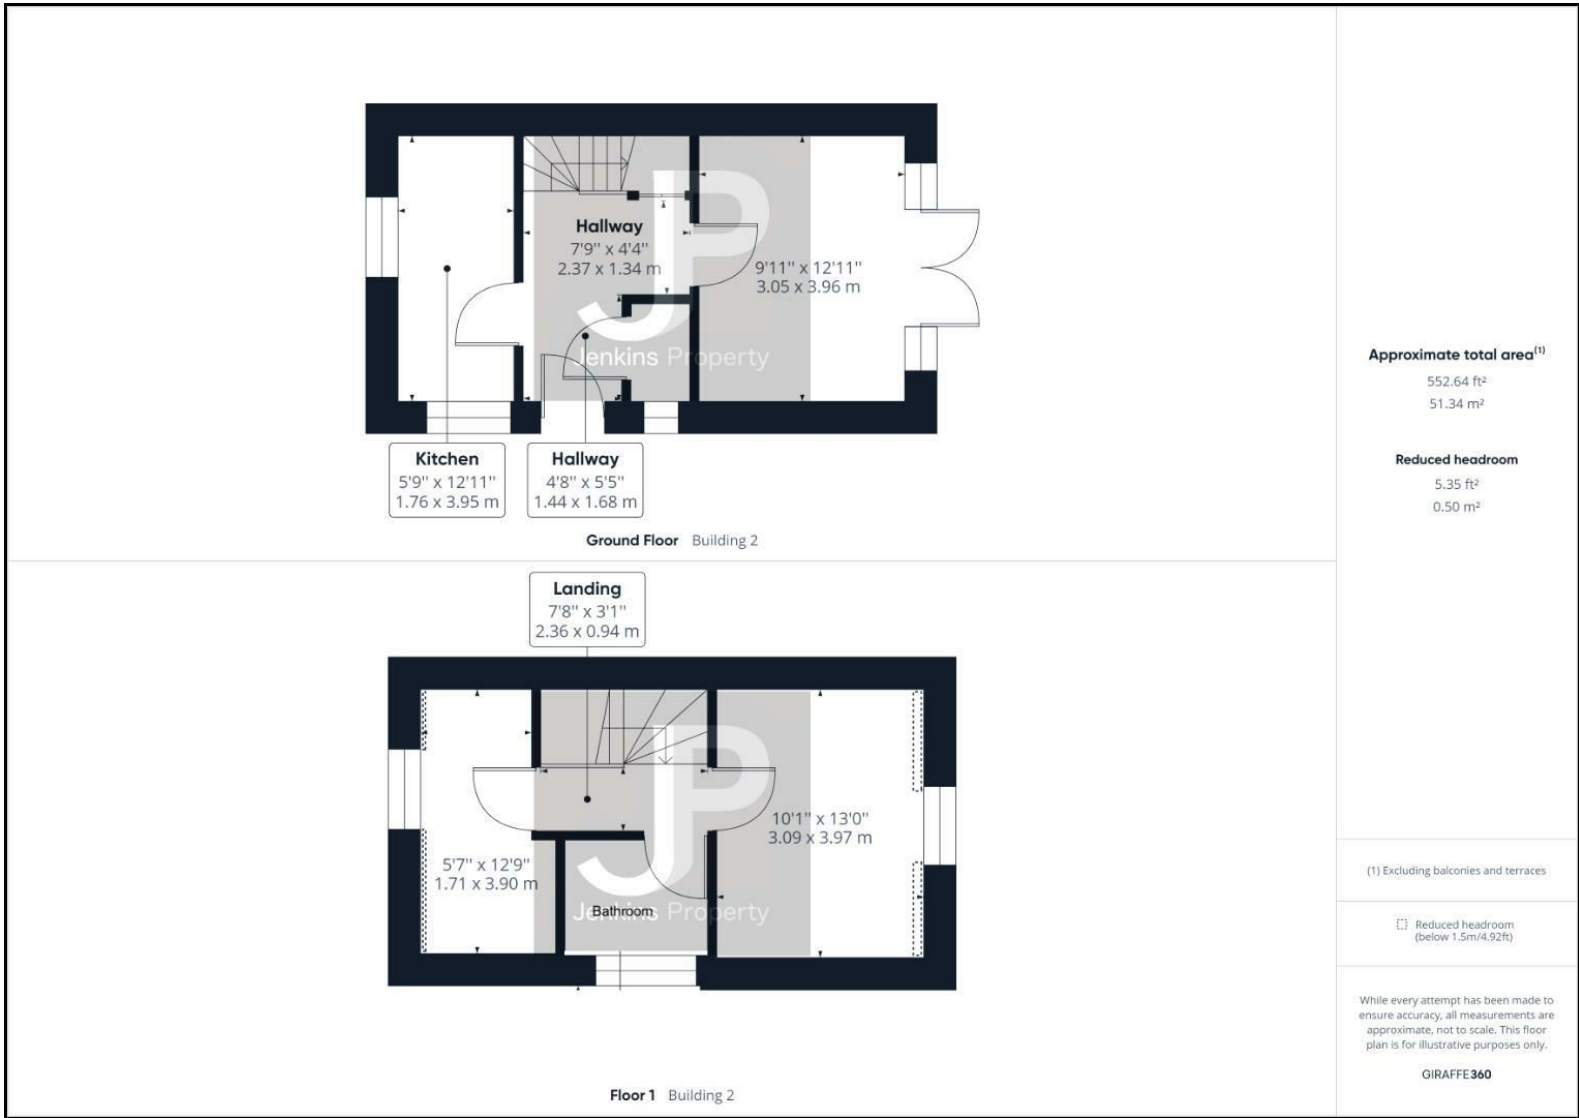 Hallway
7'9" x 4'4"
2.37 x 1.34 m
9'11" x 12'11"
3.05 x 3.96 m
JP
Jenkins Property
Kitchen
5'9" x 12'11"
1.76 x 3.95 m
Hallway
4'8" x 5'5"
1.44 x 1.68 m
Ground Floor Building 2
Landing
7'8" x 3'1"
2.36 x 0.94 m
10'1" x 13'0"
3.09 x 3.97 m
5'7" x 12'9"
1.71 x 3.90 m
JP
Bathroom
Jenkins Property
Floor 1 Building 2
Approximate total area(1)
552.64 ft²
51.34 m²
Reduced headroom
5.35 ft²
0.50 m²
(1) Excluding balconies and terraces
Reduced headroom
(below 1.5m/4.92ft)
While every attempt has been made to
ensure accuracy, all measurements are
approximate, not to scale. This floor
plan is for illustrative purposes only.
GIRAFFE360